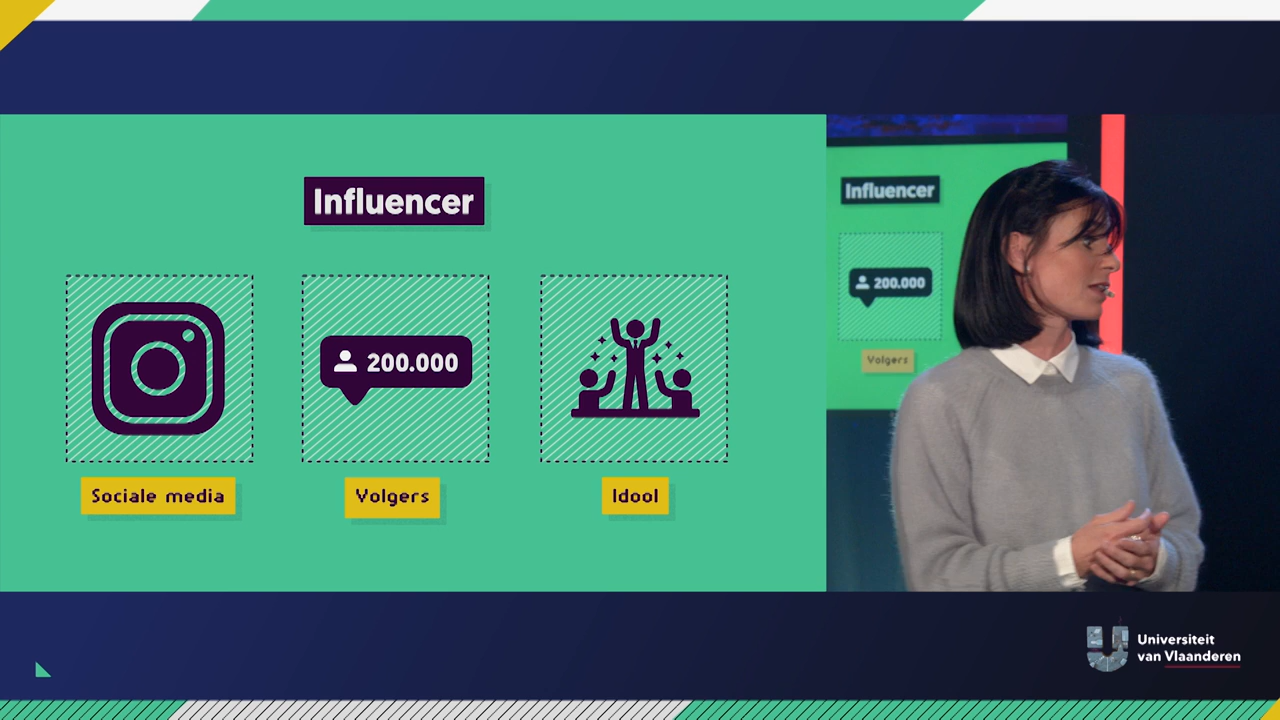 Influencer
200.000
Sociale media
Volgers
Idool
Influencer
200.000
Volgers
Universiteit
van Vlaanderen